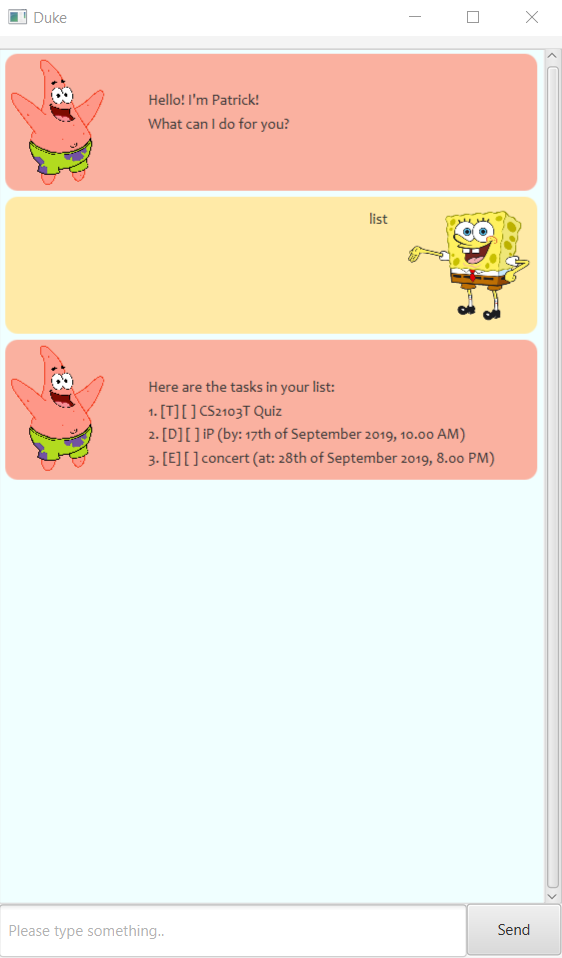 Duke
Hello! I'm Patrick!
What can I do for you?
list
Here are the tasks in your list:
1. [T] [ ] CS2103T Quiz
2. [D] [ ] iP (by: 17th of September 2019, 10.00 AM)
3. [E] [ ] concert (at: 28th of September 2019, 8.00 PM)
Please type something..
Send